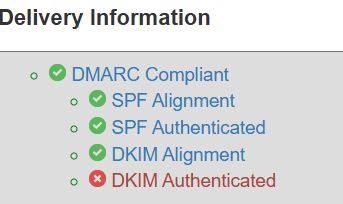 Delivery Information
DMARC Compliant
SPF Alignment
SPF Authenticated
DKIM Alignment
DKIM Authenticated